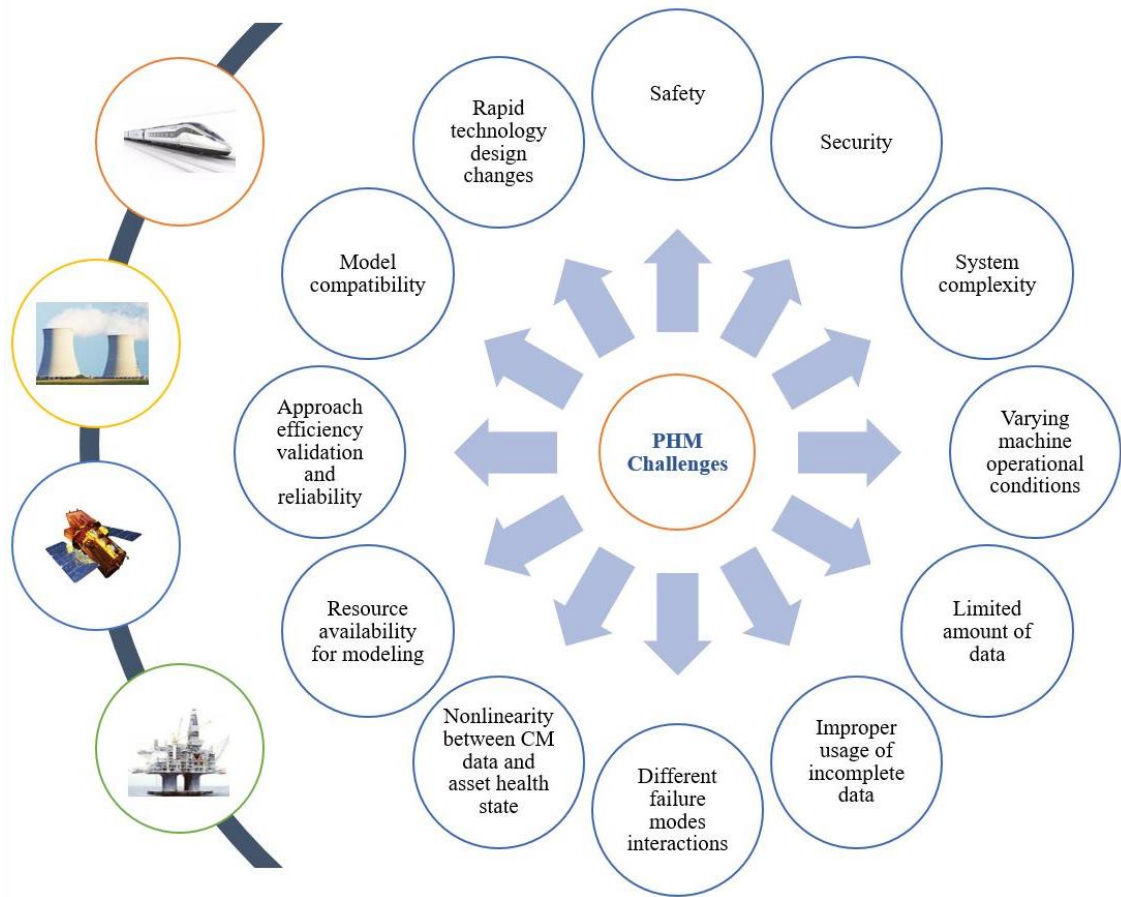 Safety
Security
System
complexity
Varying
machine
operational
conditions
Limited
amount of
data
Improper
usage of
incomplete
data
Different
failure
modes
interactions
Nonlinearity
between CM
data and
asset health
state
Resource
availability
for modeling
Approach
efficiency
validation
and
reliability
Model
compatibility
Rapid
technology
design
changes
PHM
Challenges